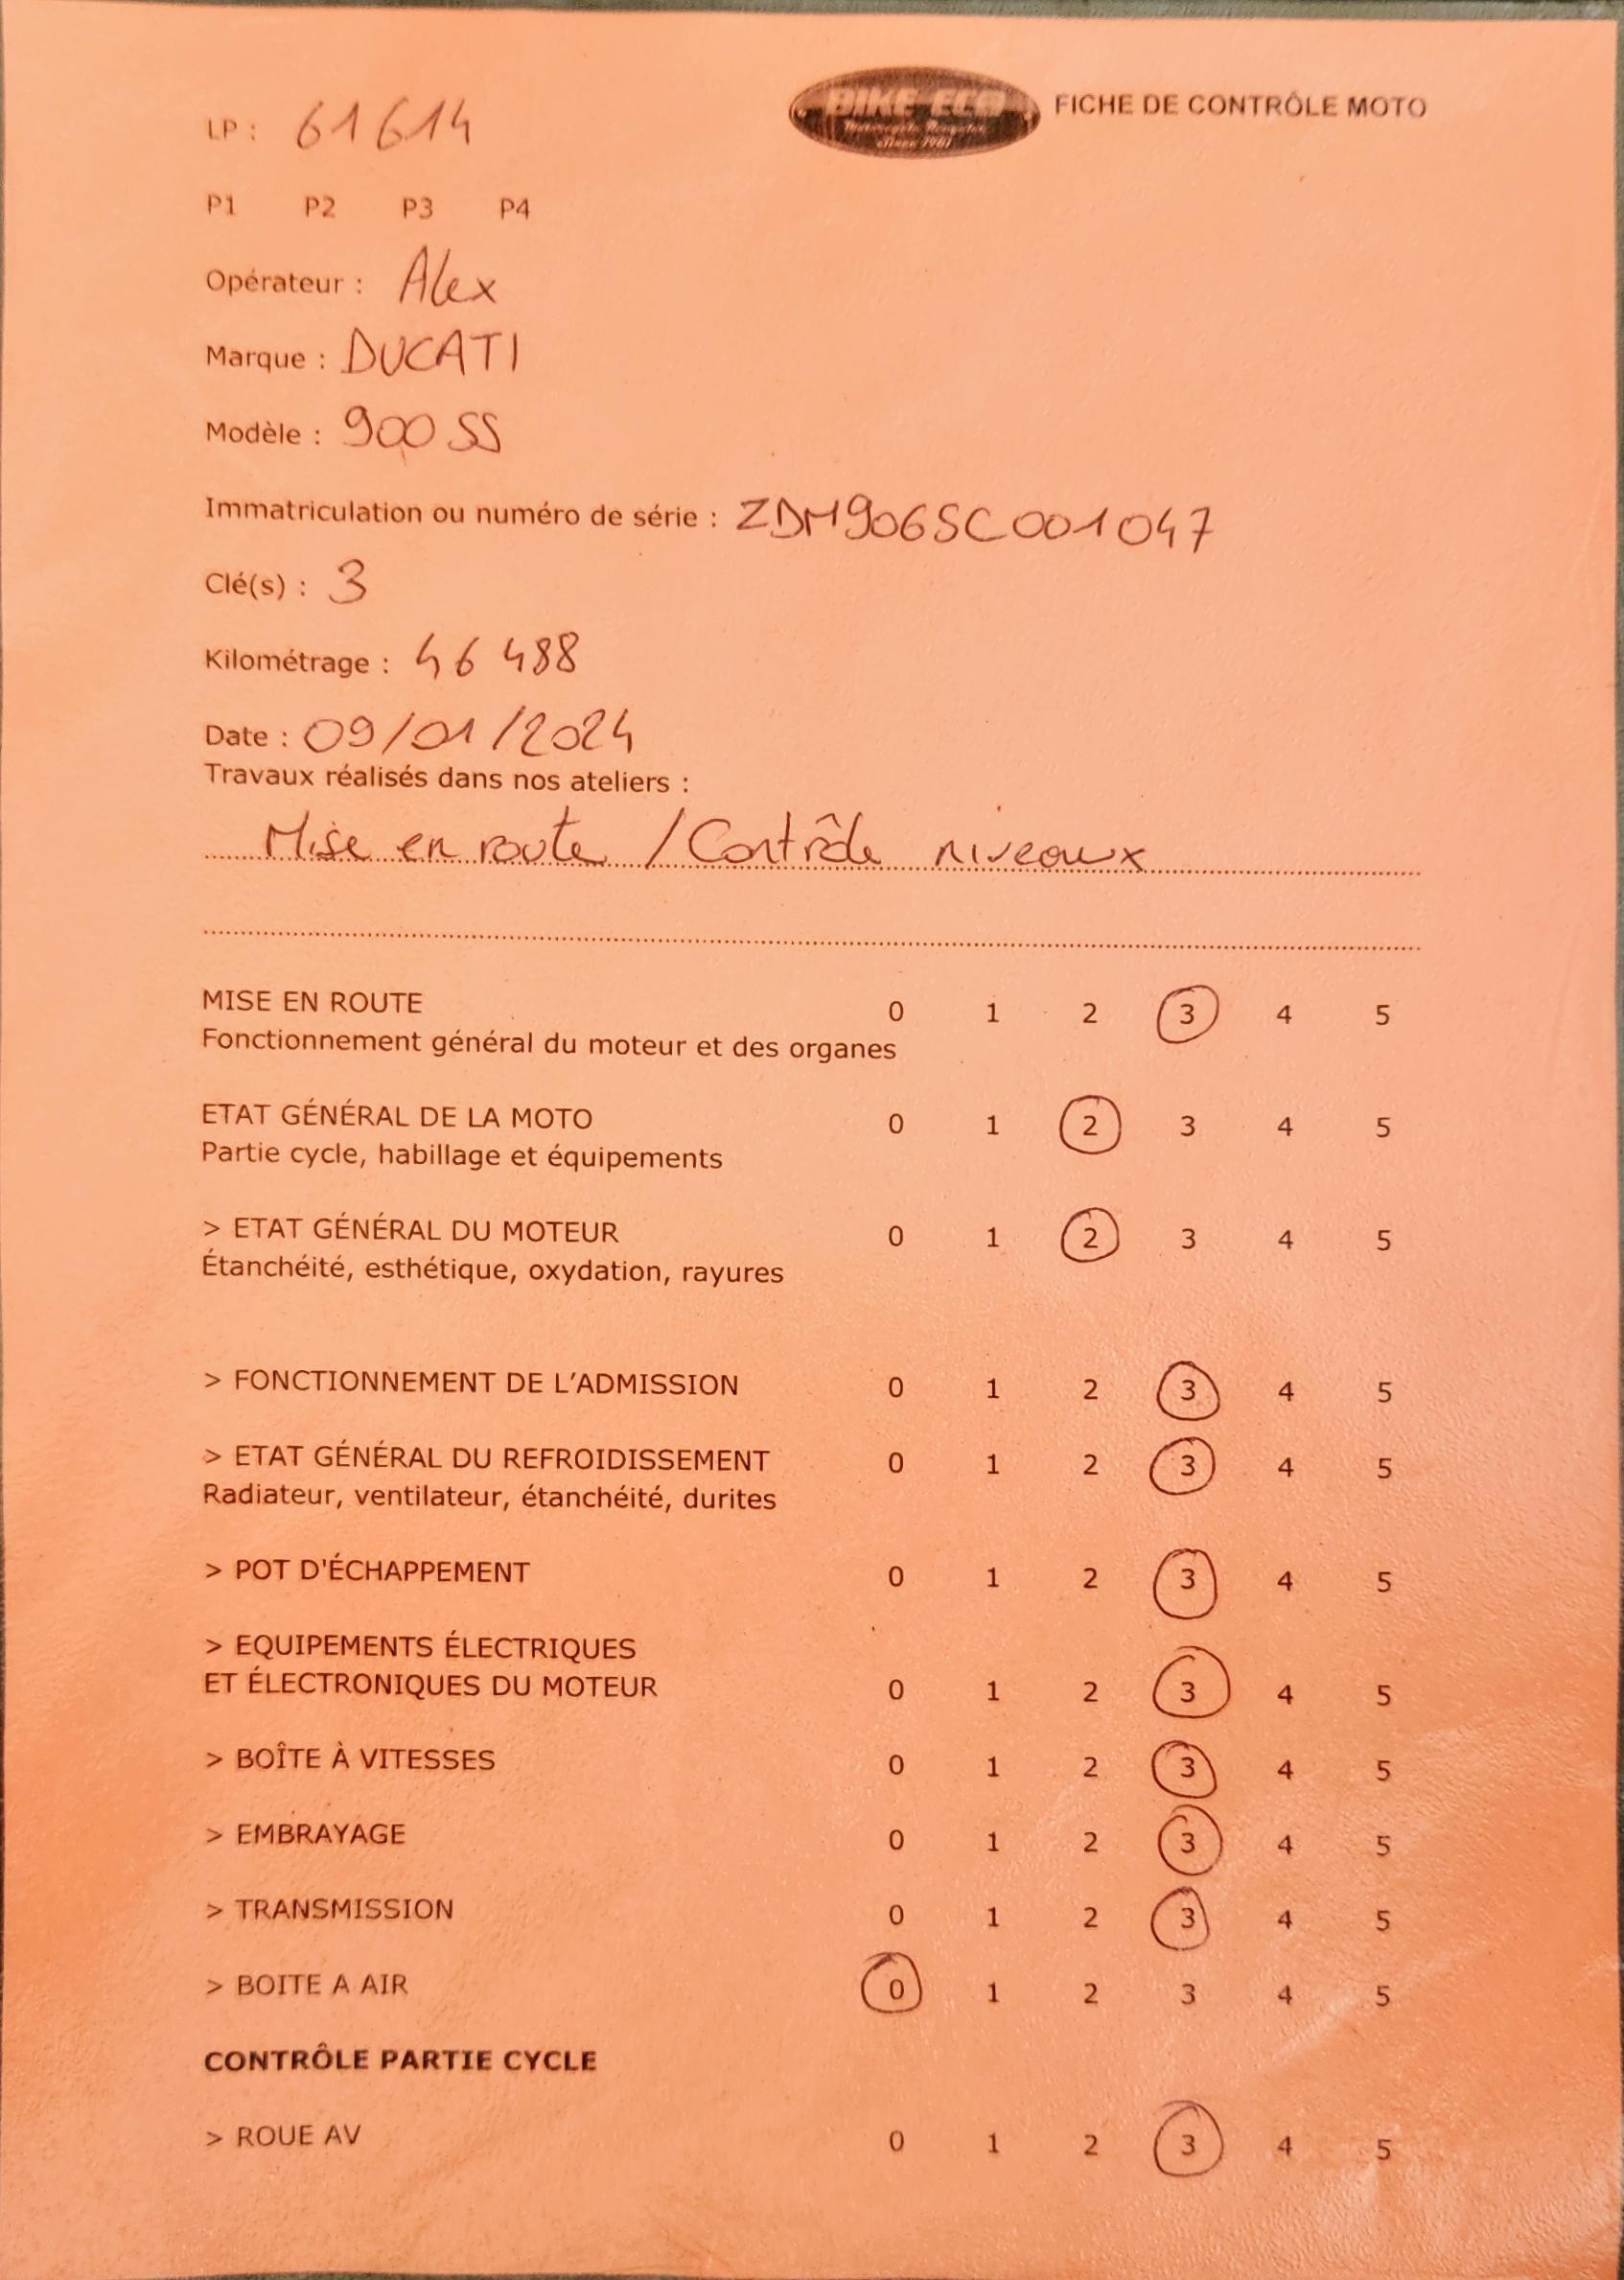 LP : 61614
BIKE-ECO
FICHE DE CONTRÔLE MOTO
since 1981
P1 P2 P3 P4
Opérateur : Alex
Marque : DUCATI
Modèle : 900 SS
Immatriculation ou numéro de série : ZDM906SC001047
Clé(s) : 3
Kilométrage : 46 488
Date : 09/01/2024
Travaux réalisés dans nos ateliers :
Mise en route / Contrôle niveaux
MISE EN ROUTE 0 1 2 3 4 5
Fonctionnement général du moteur et des organes
ETAT GÉNÉRAL DE LA MOTO 0 1 2 3 4 5
Partie cycle, habillage et équipements
> ETAT GÉNÉRAL DU MOTEUR 0 1 2 3 4 5
Étanchéité, esthétique, oxydation, rayures
> FONCTIONNEMENT DE L'ADMISSION 0 1 2 3 4 5
> ETAT GÉNÉRAL DU REFROIDISSEMENT 0 1 2 3 4 5
Radiateur, ventilateur, étanchéité, durites
> POT D'ÉCHAPPEMENT 0 1 2 3 4 5
> EQUIPEMENTS ÉLECTRIQUES
ET ÉLECTRONIQUES DU MOTEUR 0 1 2 3 4 5
> BOÎTE À VITESSES 0 1 2 3 4 5
> EMBRAYAGE 0 1 2 3 4 5
> TRANSMISSION 0 1 2 3 4 5
> BOITE A AIR 0 1 2 3 4 5
CONTRÔLE PARTIE CYCLE
> ROUE AV 0 1 2 3 4 5